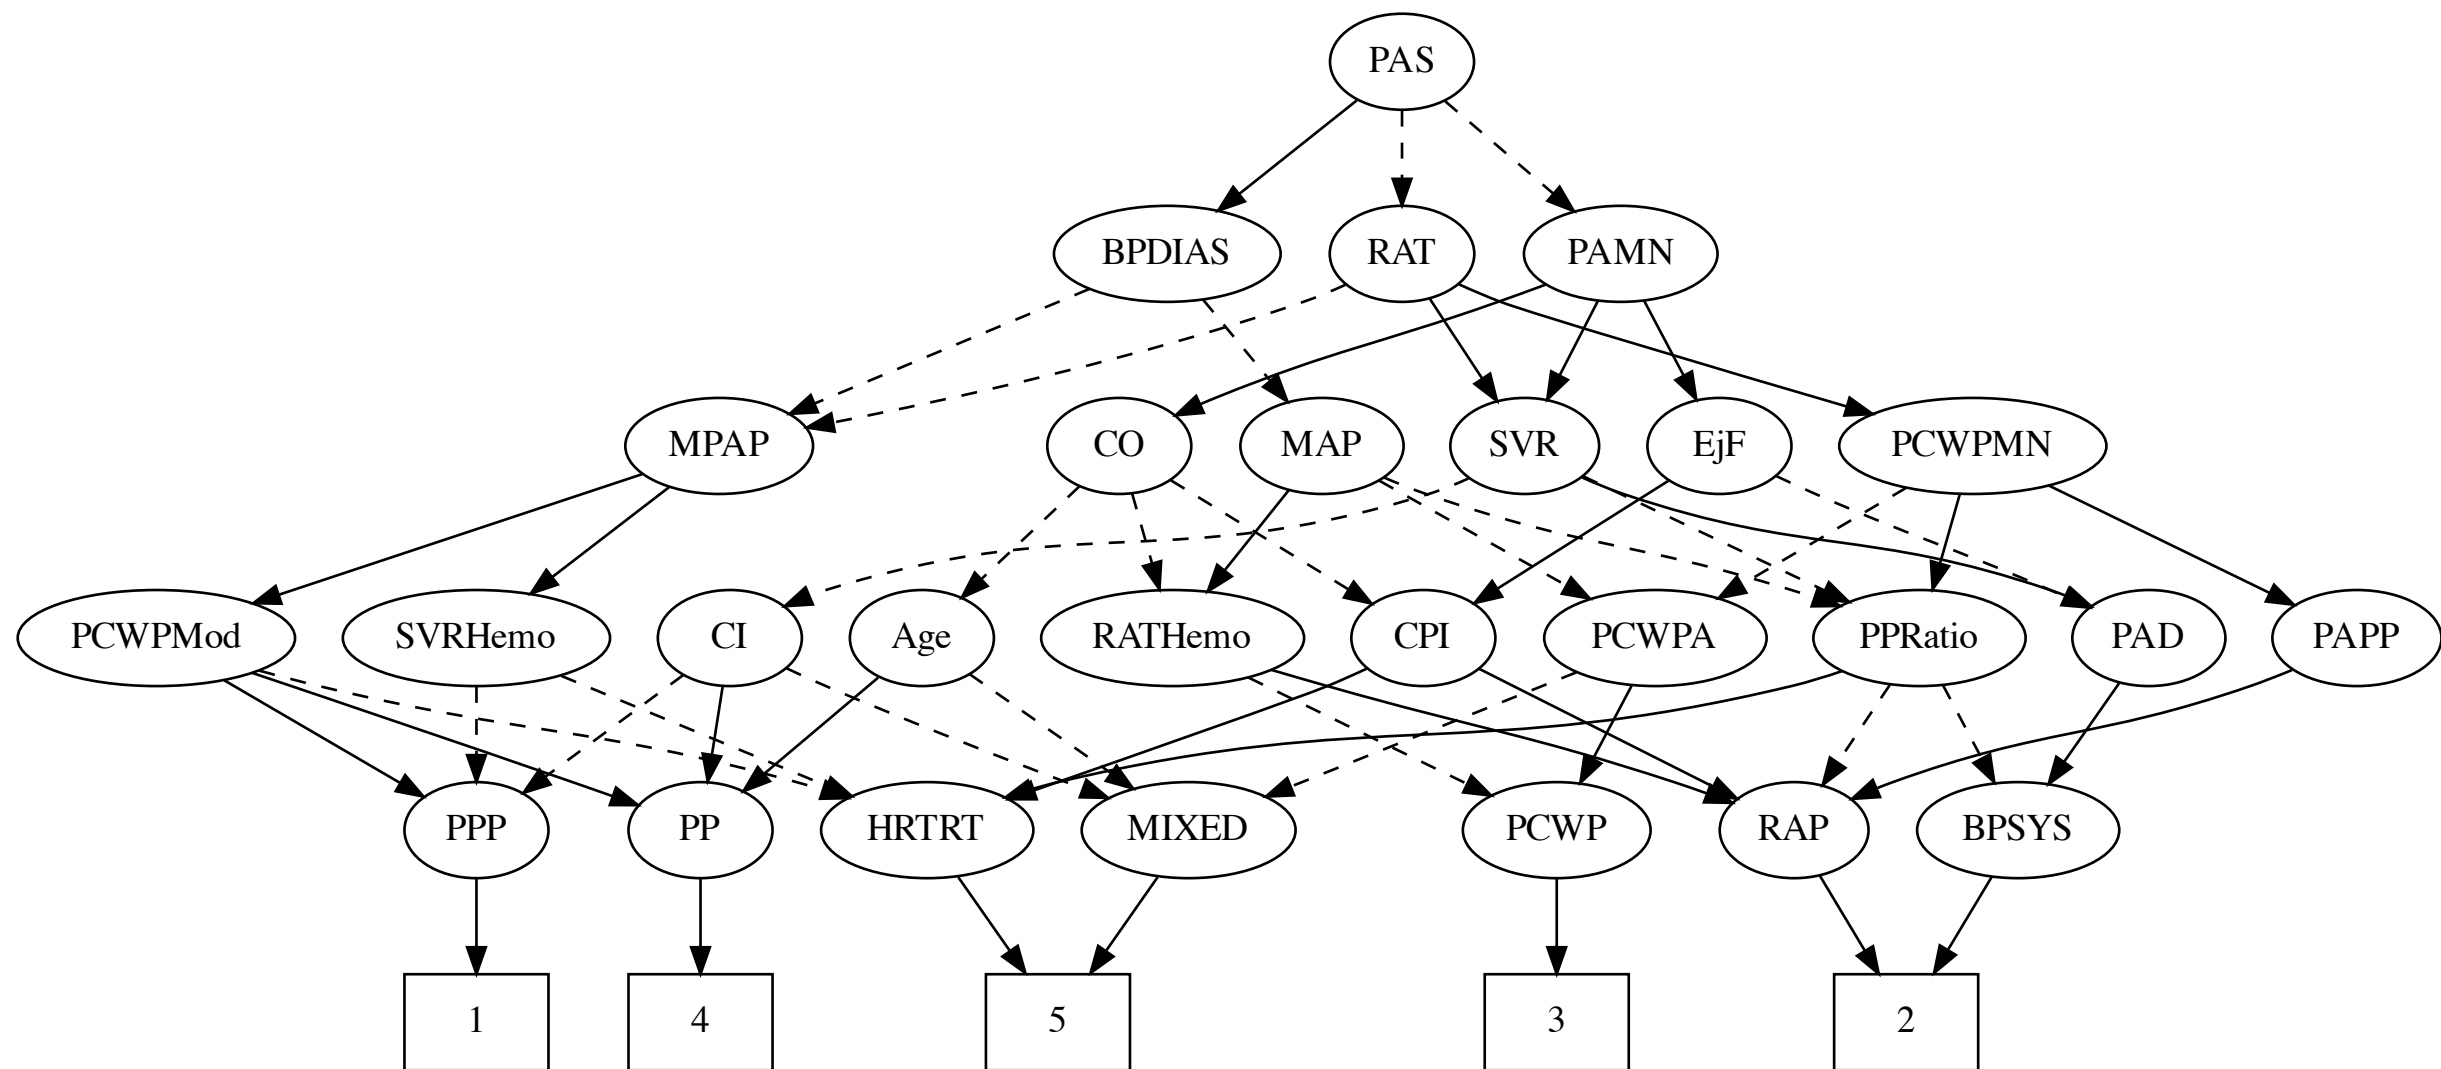 PAS
BPDIAS
RAT
PAMN
MPAP
CO
MAP
SVR
EjF
PCWPMN
PCWPMod
SVRHemo
CI
Age
RATHemo
CPI
PCWPA
PPRatio
PAD
PAPP
PPP
PP
HRTRT
MIXED
PCWP
RAP
BPSYS
1
4
5
3
2